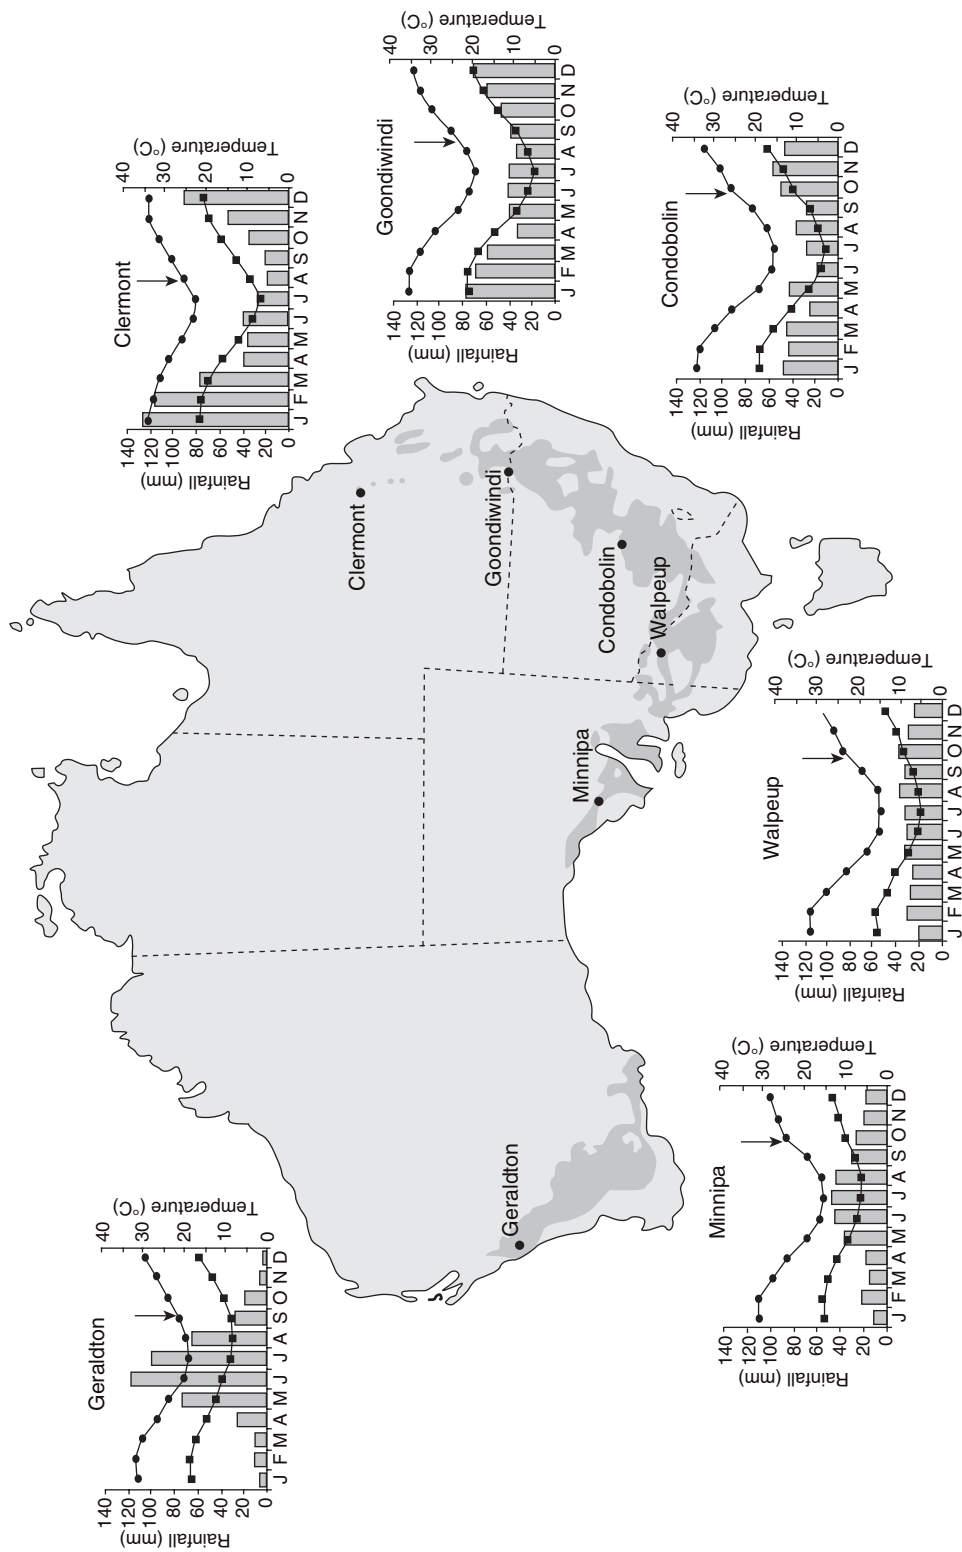 Clermont
Temperature (°C)
40
30
20
10
0
140
120
100
80
60
40
20
0
Rainfall (mm)
J F M A M J J A S O N D
Goondiwindi
Temperature (°C)
40
30
20
10
0
140
120
100
80
60
40
20
0
Rainfall (mm)
J F M A M J J A S O N D
Condobolin
Temperature (°C)
40
30
20
10
0
140
120
100
80
60
40
20
0
Rainfall (mm)
J F M A M J J A S O N D
Walpeup
Temperature (°C)
40
30
20
10
0
140
120
100
80
60
40
20
0
Rainfall (mm)
J F M A M J J A S O N D
Minnipa
Temperature (°C)
40
30
20
10
0
140
120
100
80
60
40
20
0
Rainfall (mm)
J F M A M J J A S O N D
Geraldton
Temperature (°C)
40
30
20
10
0
140
120
100
80
60
40
20
0
Rainfall (mm)
J F M A M J J A S O N D
Clermont
Goondiwindi
Condobolin
Walpeup
Minnipa
Geraldton